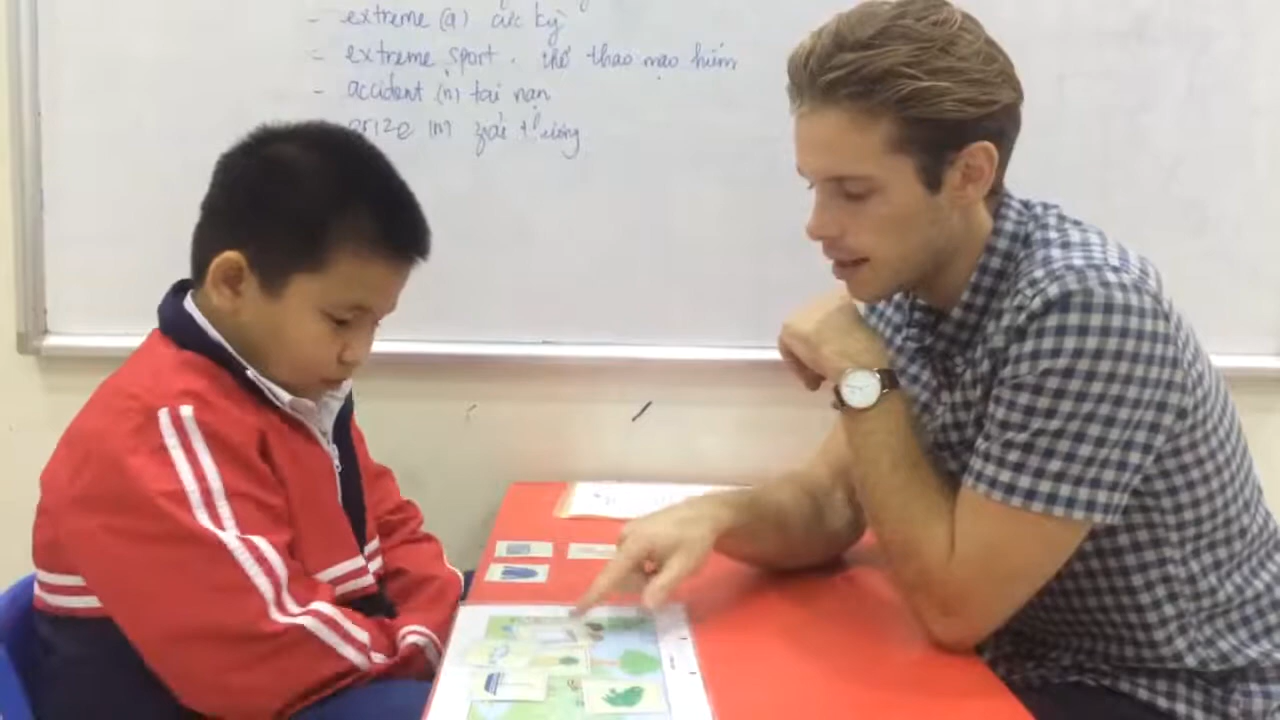 - extreme (a) cực kỳ
- extreme sport. thể thao mạo hiểm
- accident (n) tai nạn
prize (n) giải thưởng